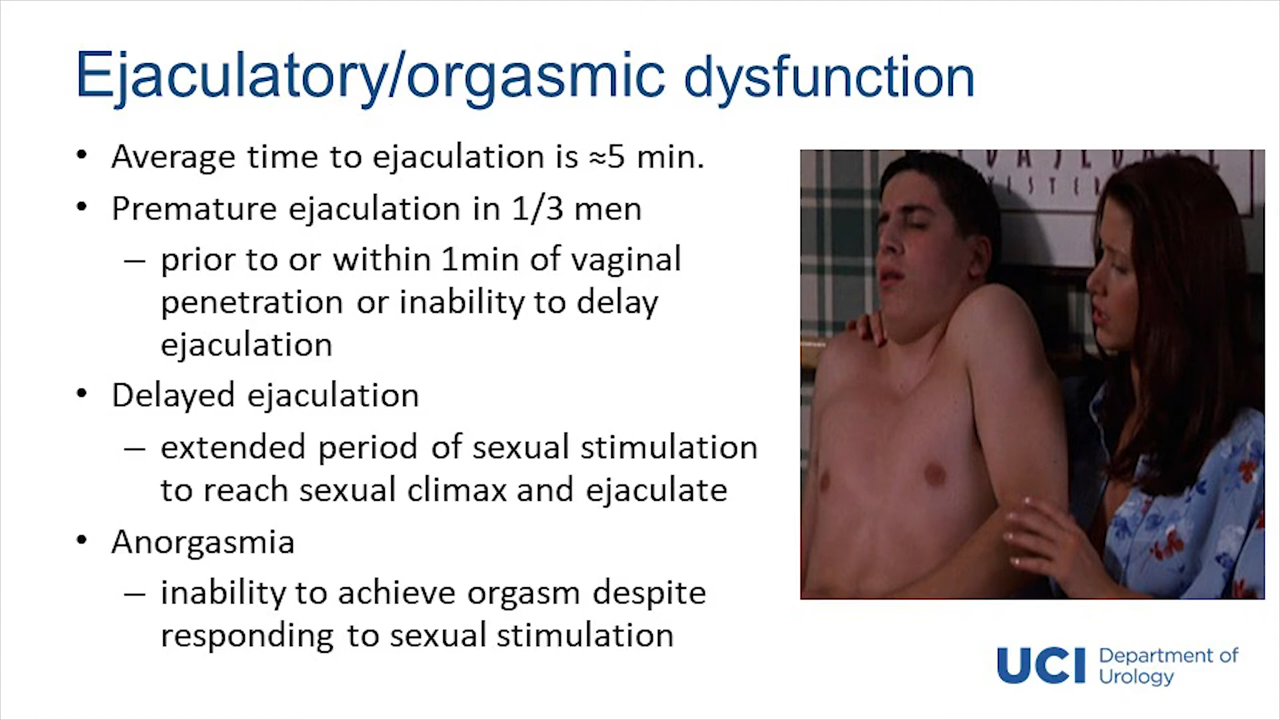 Ejaculatory/orgasmic dysfunction
• Average time to ejaculation is ≈5 min.
• Premature ejaculation in 1/3 men
– prior to or within 1min of vaginal
penetration or inability to delay
ejaculation
• Delayed ejaculation
– extended period of sexual stimulation
to reach sexual climax and ejaculate
• Anorgasmia
– inability to achieve orgasm despite
responding to sexual stimulation
UCI Department of
Urology